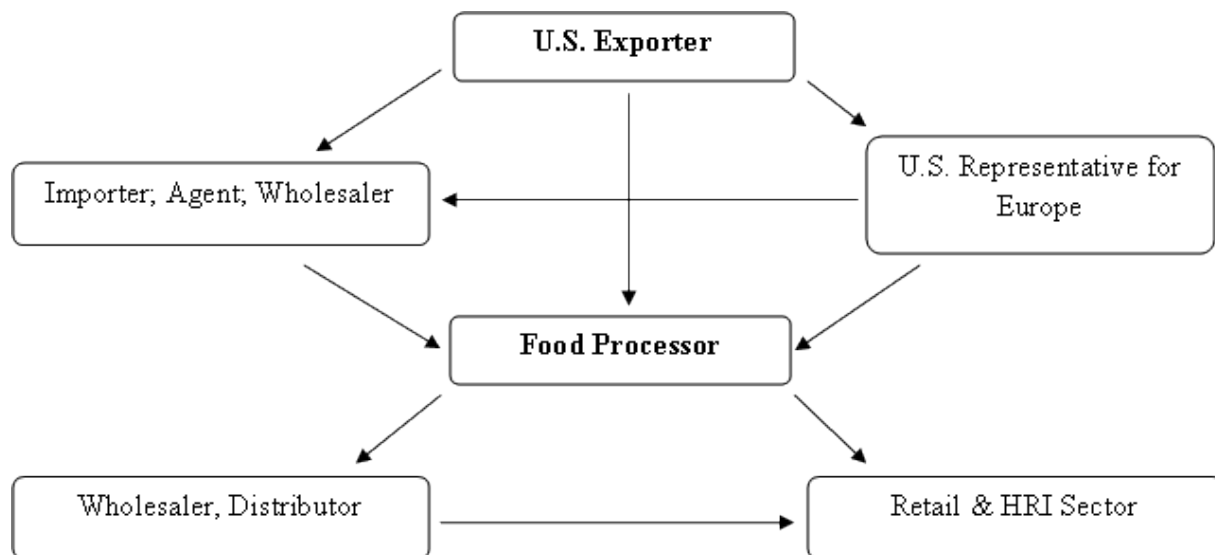 U.S. Exporter
Importer; Agent; Wholesaler
U.S. Representative for
Europe
Food Processor
Wholesaler, Distributor
Retail & HRI Sector